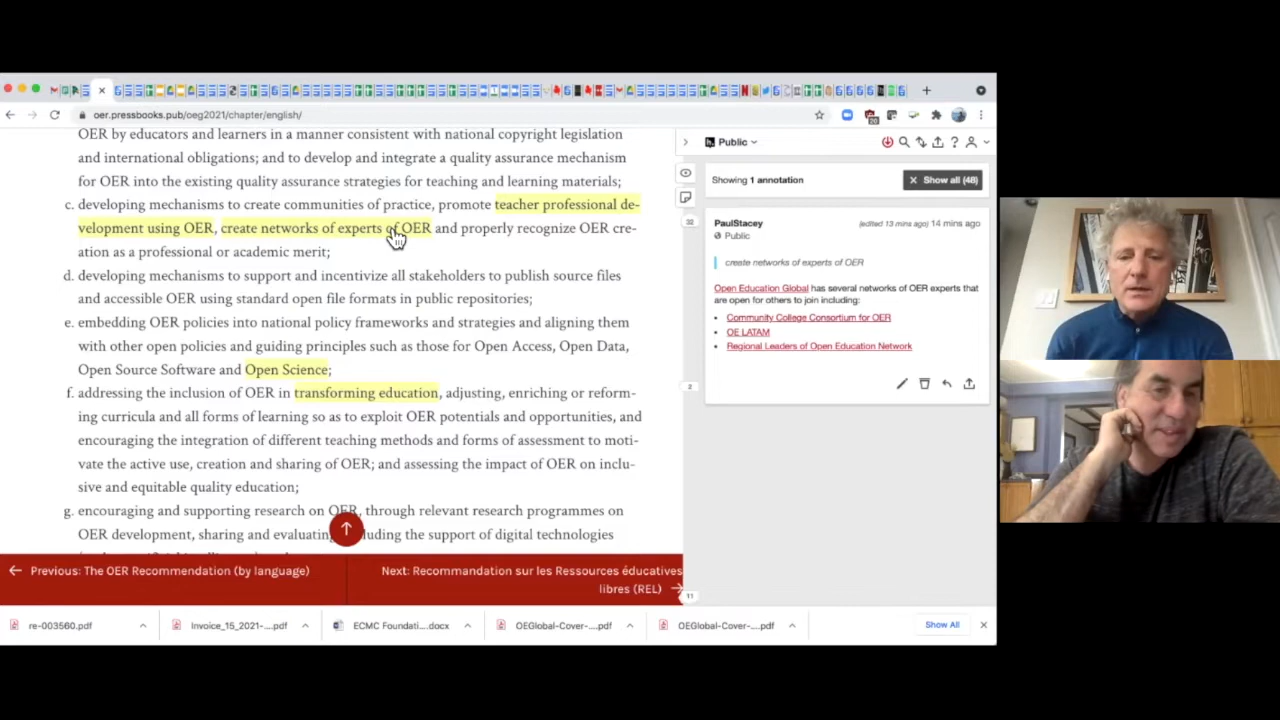 oer.pressbooks.pub/oeg2021/chapter/english/
20
OER by educators and learners in a manner consistent with national copyright legislation
and international obligations; and to develop and integrate a quality assurance mechanism
for OER into the existing quality assurance strategies for teaching and learning materials;
c. developing mechanisms to create communities of practice, promote teacher professional de-
velopment using OER, create networks of experts of OER and properly recognize OER cre-
ation as a professional or academic merit;
d. developing mechanisms to support and incentivize all stakeholders to publish source files
and accessible OER using standard open file formats in public repositories;
e. embedding OER policies into national policy frameworks and strategies and aligning them
with other open policies and guiding principles such as those for Open Access, Open Data,
Open Source Software and Open Science;
f. addressing the inclusion of OER in transforming education, adjusting, enriching or reform-
ing curricula and all forms of learning so as to exploit OER potentials and opportunities, and
encouraging the integration of different teaching methods and forms of assessment to moti-
vate the active use, creation and sharing of OER; and assessing the impact of OER on inclu-
sive and equitable quality education;
g. encouraging and supporting research on OER, through relevant research programmes on
OER development, sharing and evaluating, including the support of digital technologies
← Previous: The OER Recommendation (by language)
Next: Recommandation sur les Ressources éducatives
libres (REL) →
Public
Showing 1 annotation
× Show all (48)
32
2
11
PaulStacey
(edited 13 mins ago) 14 mins ago
Public
create networks of experts of OER
Open Education Global has several networks of OER experts that
are open for others to join including:
• Community College Consortium for OER
• OE LATAM
• Regional Leaders of Open Education Network
re-003560.pdf
Invoice_15_2021-....pdf
ECMC Foundati....docx
OEGlobal-Cover-....pdf
OEGlobal-Cover-....pdf
Show All